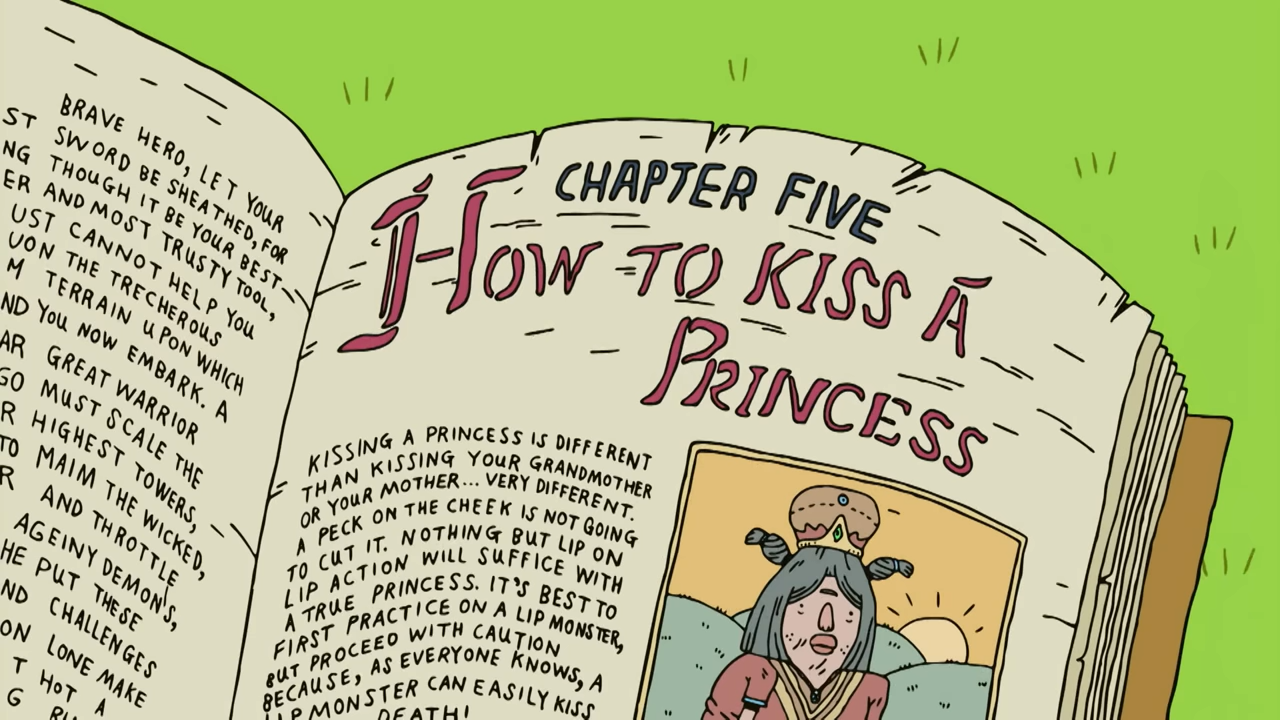 BRAVE HERO, LET YOUR
ST SWORD BE SHEATHED, FOR
NG THOUGH IT BE YOUR BEST
ER AND MOST TRUSTY TOOL,
UST CANNOT HELP YOU
UON THE TRECHEROUS
M TERRAIN UPON WHICH
ND YOU NOW EMBARK. A
AR GREAT WARRIOR
GO MUST SCALE THE
R HIGHEST TOWERS,
TO MAIM THE WICKED,
R AND THROTTLE
AGEINY DEMON'S,
HE PUT THESE
ND CHALLENGES
ON LONE MAKE
T HOT A
G
CHAPTER FIVE
HOW TO KISS A
PRINCESS
KISSING A PRINCESS IS DIFFERENT
THAN KISSING YOUR GRANDMOTHER
OR YOUR MOTHER... VERY DIFFERENT.
A PECK ON THE CHEEK IS NOT GOING
TO CUT IT. NOTHING BUT LIP ON
LIP ACTION WILL SUFFICE WITH
A TRUE PRINCESS. IT'S BEST TO
FIRST PRACTICE ON A LIP MONSTER,
BUT PROCEED WITH CAUTION
BECAUSE, AS EVERYONE KNOWS, A
LIP MONSTER CAN EASILY KISS
DEATH!